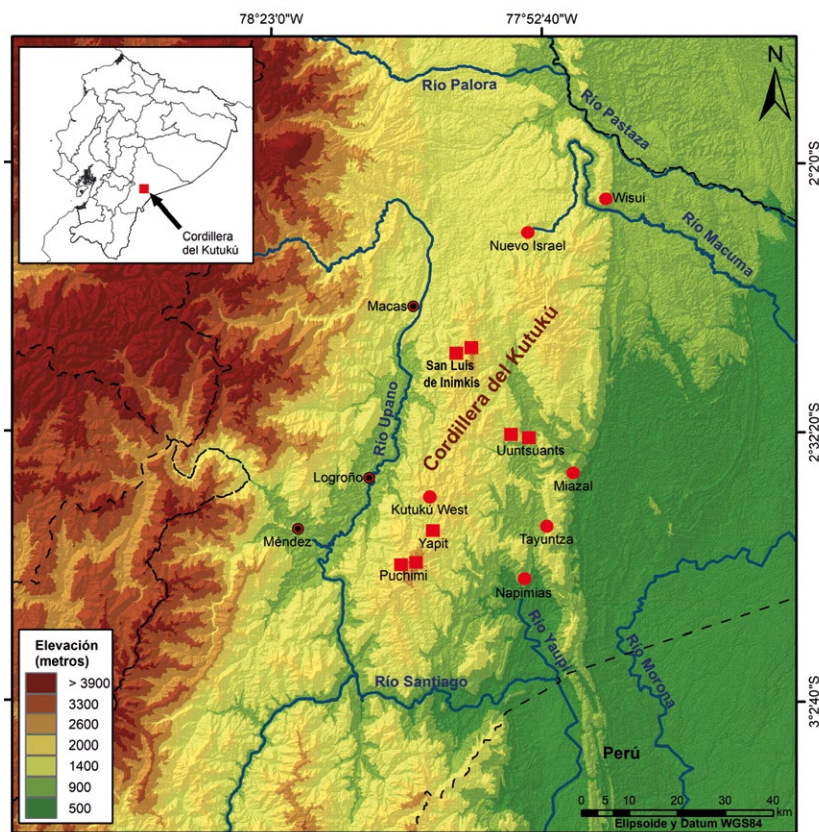 78°23'0"W
77°52'40"W
N
Río Palora
Río Pastaza
2°2'0"S
Cordillera
del Kutukú
Wisui
Nuevo Israel
Río Macuma
Macas
San Luis
de Inimkis
Cordillera del Kutukú
Río Upano
Uuntsuants
2°32'20"S
Logroño
Miazal
Kutukú West
Méndez
Yapit
Tayuntza
Puchimi
Napimias
Río Yaupi
Río Morona
Río Santiago
3°2'40"S
Elevación
(metros)
> 3900
3300
2600
2000
1400
900
500
Perú
0 5 10 20 30 40
km
Elipsoide y Datum WGS84